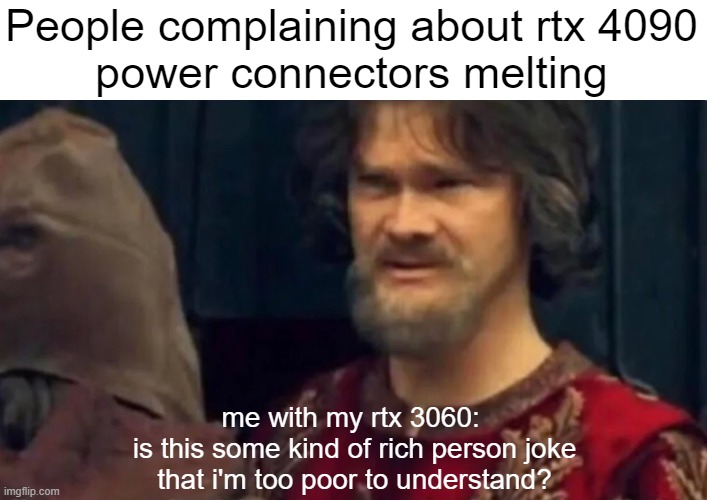 People complaining about rtx 4090
power connectors melting
me with my rtx 3060:
is this some kind of rich person joke
that i'm too poor to understand?
imgflip.com